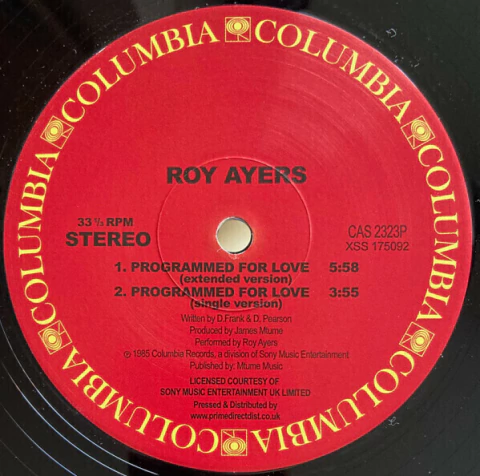 COLUMBIA COLUMBIA COLUMBIA COLUMBIA COLUMBIA COLUMBIA
ROY AYERS
33 ⅓ RPM
STEREO
CAS 2323P
XSS 175092
1. PROGRAMMED FOR LOVE 5:58
(extended version)
2. PROGRAMMED FOR LOVE 3:55
(single version)
Written by D.Frank & D. Pearson
Produced by James Mtume
Performed by Roy Ayers
℗ 1985 Columbia Records, a division of Sony Music Entertainment
Published by: Mtume Music
LICENSED COURTESY OF
SONY MUSIC ENTERTAINMENT UK LIMITED
Pressed & Distributed by
www.primedirectdist.co.uk